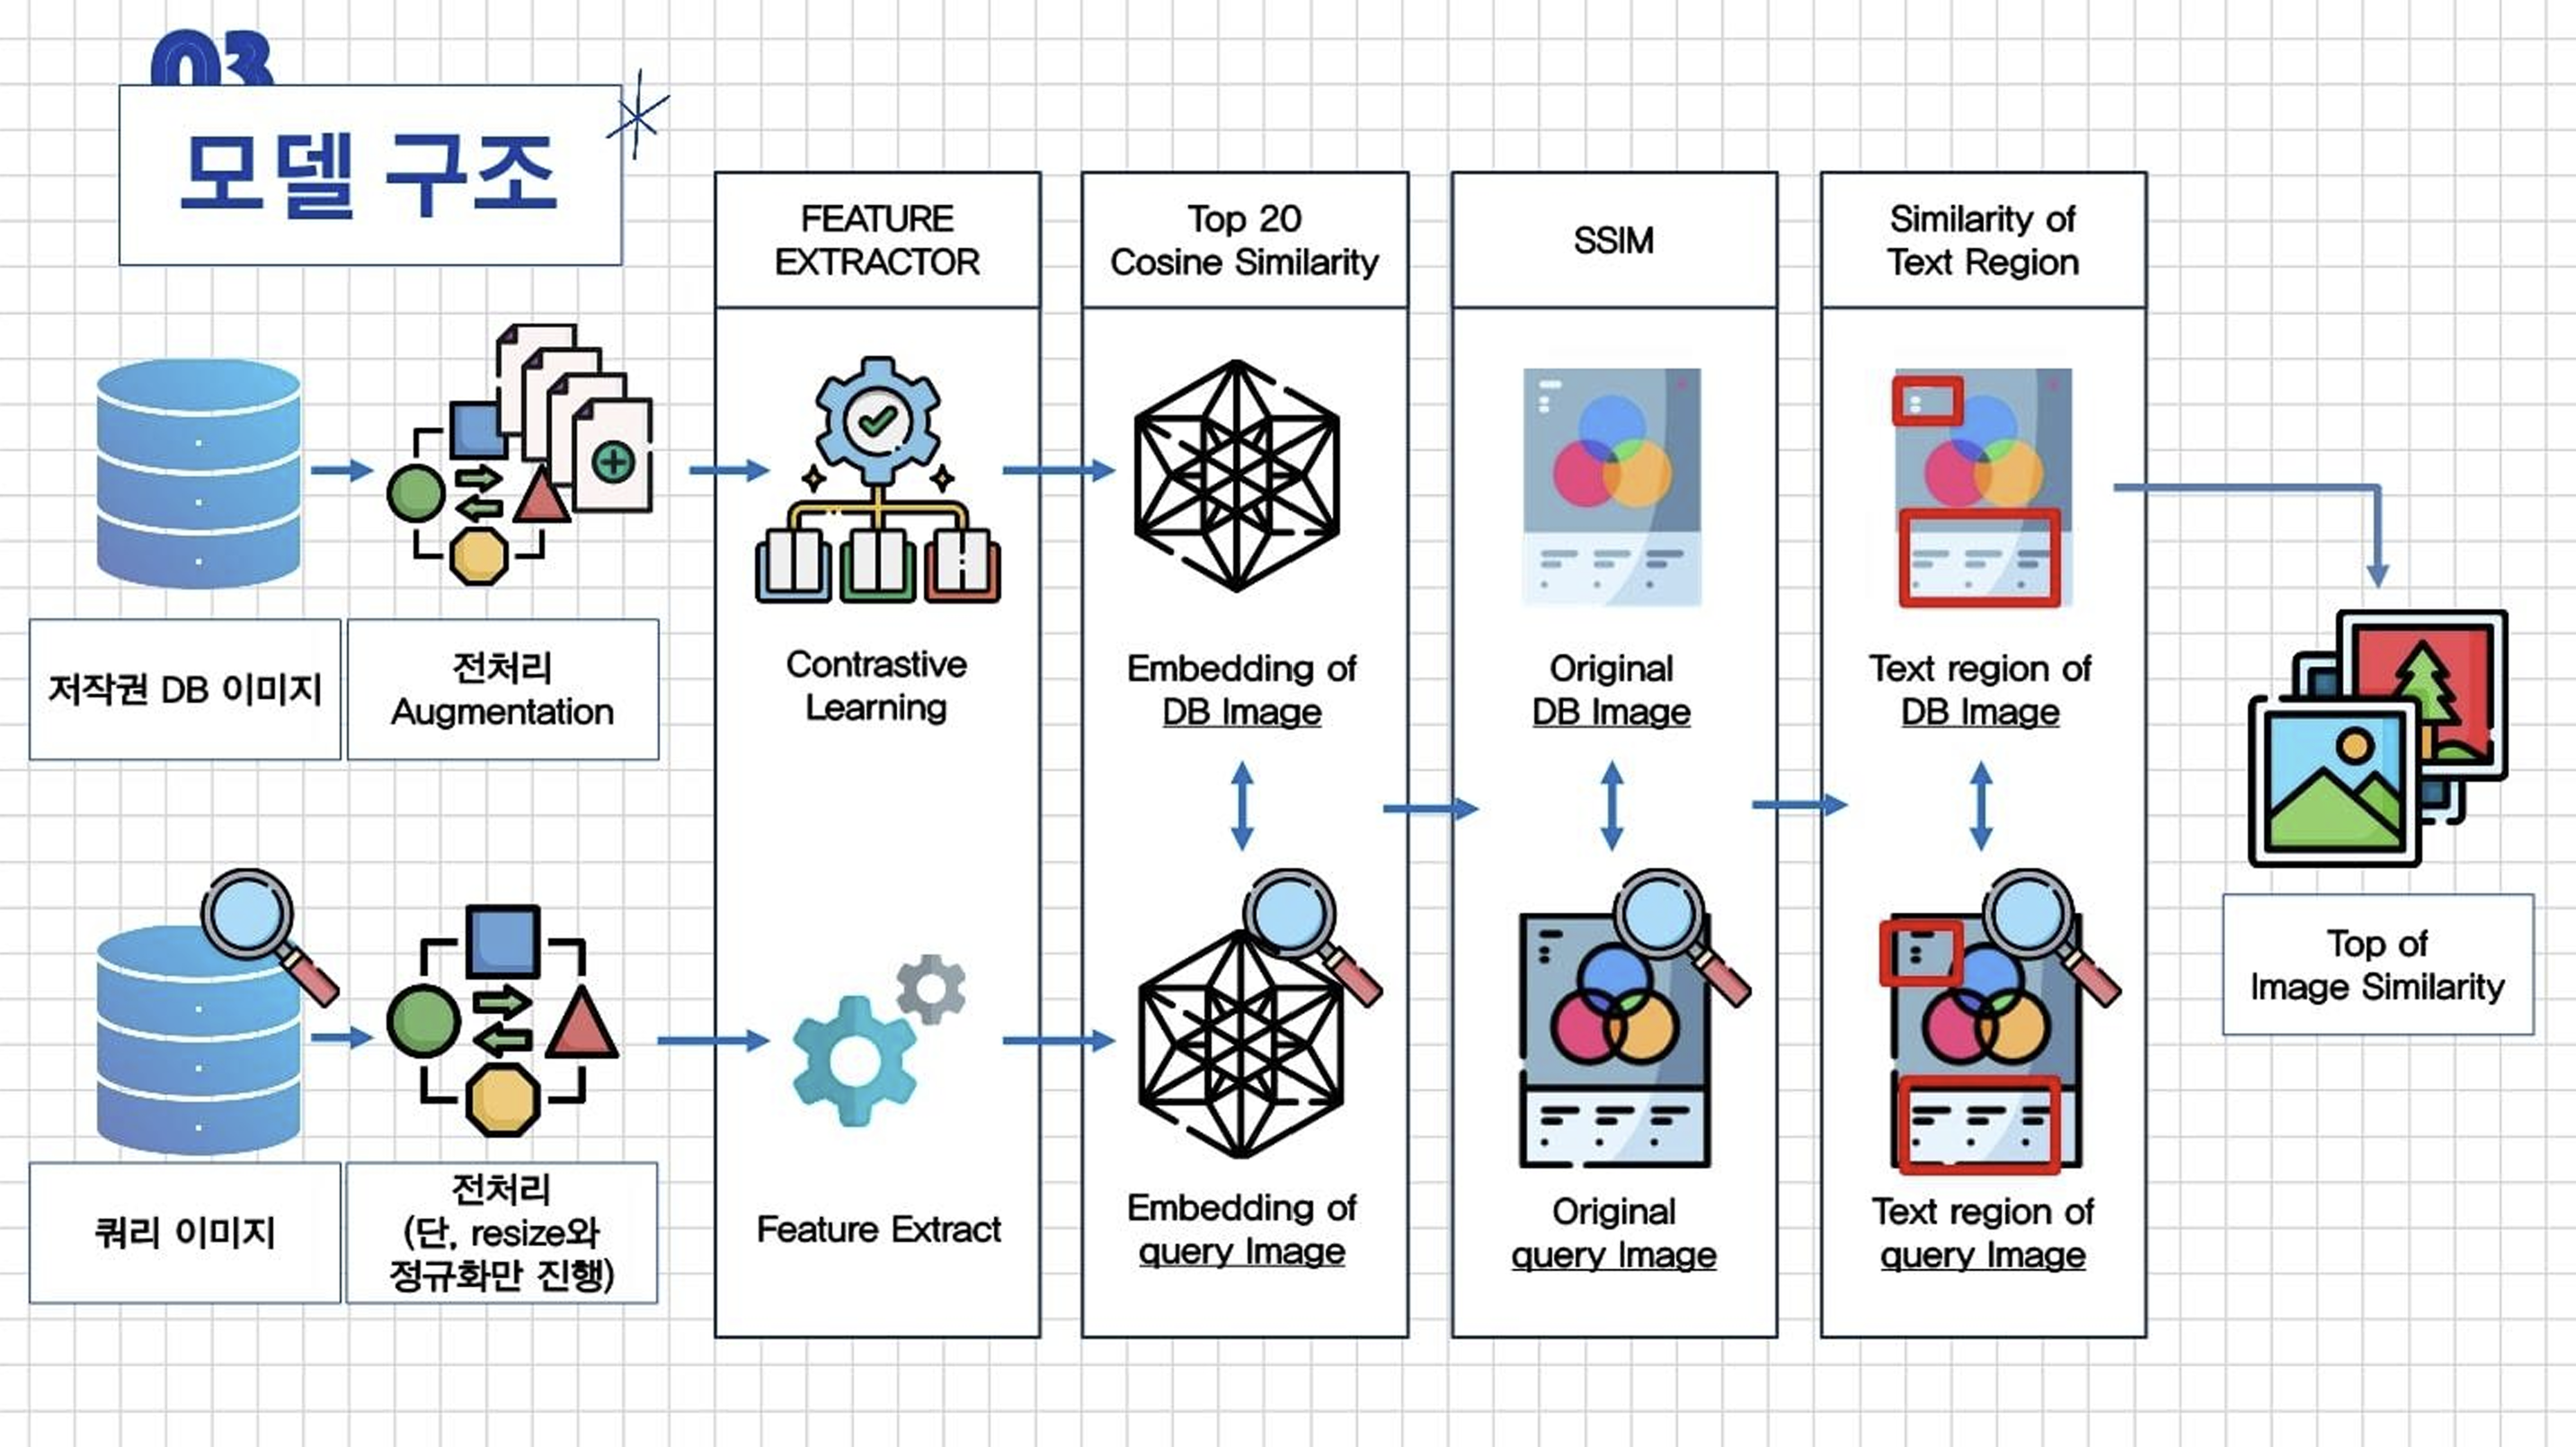 03
모델 구조
FEATURE
EXTRACTOR
Top 20
Cosine Similarity
SSIM
Similarity of
Text Region
저작권 DB 이미지
전처리
Augmentation
Contrastive
Learning
Embedding of
DB Image
Original
DB Image
Text region of
DB Image
쿼리 이미지
전처리
(단, resize와
정규화만 진행)
Feature Extract
Embedding of
query Image
Original
query Image
Text region of
query Image
Top of
Image Similarity